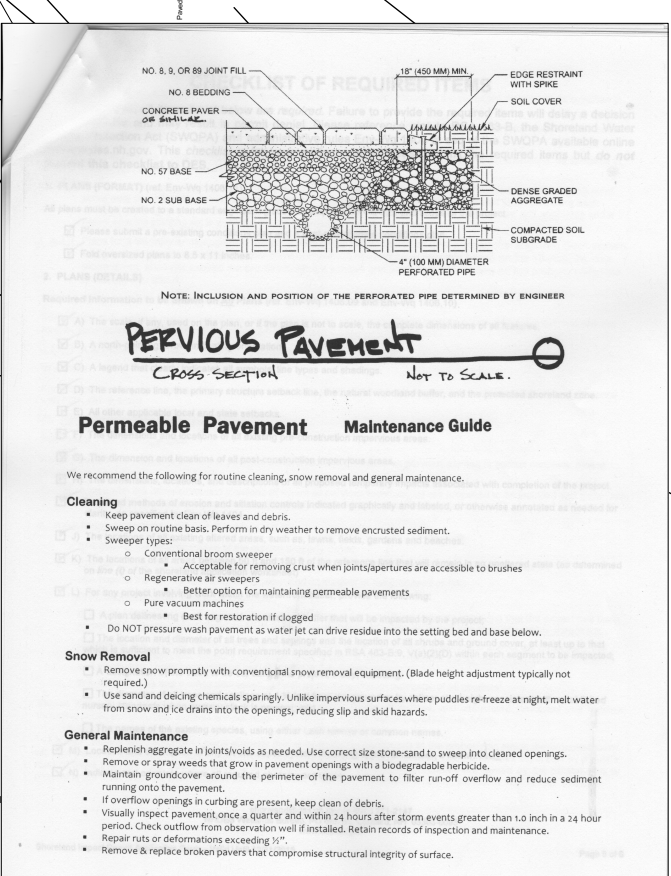 Paved
NO. 8, 9, OR 89 JOINT FILL
18" (450 MM) MIN.
EDGE RESTRAINT
WITH SPIKE
NO. 8 BEDDING
SOIL COVER
CONCRETE PAVER
OR SIMILAR
NO. 57 BASE
NO. 2 SUB BASE
DENSE GRADED
AGGREGATE
COMPACTED SOIL
SUBGRADE
4" (100 MM) DIAMETER
PERFORATED PIPE
NOTE: INCLUSION AND POSITION OF THE PERFORATED PIPE DETERMINED BY ENGINEER
PERVIOUS PAVEMENT
CROSS SECTION NOT TO SCALE.
Permeable Pavement Maintenance Guide
We recommend the following for routine cleaning, snow removal and general maintenance.
Cleaning
▪ Keep pavement clean of leaves and debris.
▪ Sweep on routine basis. Perform in dry weather to remove encrusted sediment.
▪ Sweeper types:
o Conventional broom sweeper
▪ Acceptable for removing crust when joints/apertures are accessible to brushes
o Regenerative air sweepers
▪ Better option for maintaining permeable pavements
o Pure vacuum machines
▪ Best for restoration if clogged
▪ Do NOT pressure wash pavement as water jet can drive residue into the setting bed and base below.
Snow Removal
▪ Remove snow promptly with conventional snow removal equipment. (Blade height adjustment typically not
required.)
▪ Use sand and deicing chemicals sparingly. Unlike impervious surfaces where puddles re-freeze at night, melt water
from snow and ice drains into the openings, reducing slip and skid hazards.
General Maintenance
▪ Replenish aggregate in joints/voids as needed. Use correct size stone-sand to sweep into cleaned openings.
▪ Remove or spray weeds that grow in pavement openings with a biodegradable herbicide.
▪ Maintain groundcover around the perimeter of the pavement to filter run-off overflow and reduce sediment
running onto the pavement.
▪ If overflow openings in curbing are present, keep clean of debris.
▪ Visually inspect pavement once a quarter and within 24 hours after storm events greater than 1.0 inch in a 24 hour
period. Check outflow from observation well if installed. Retain records of inspection and maintenance.
▪ Repair ruts or deformations exceeding ½".
▪ Remove & replace broken pavers that compromise structural integrity of surface.